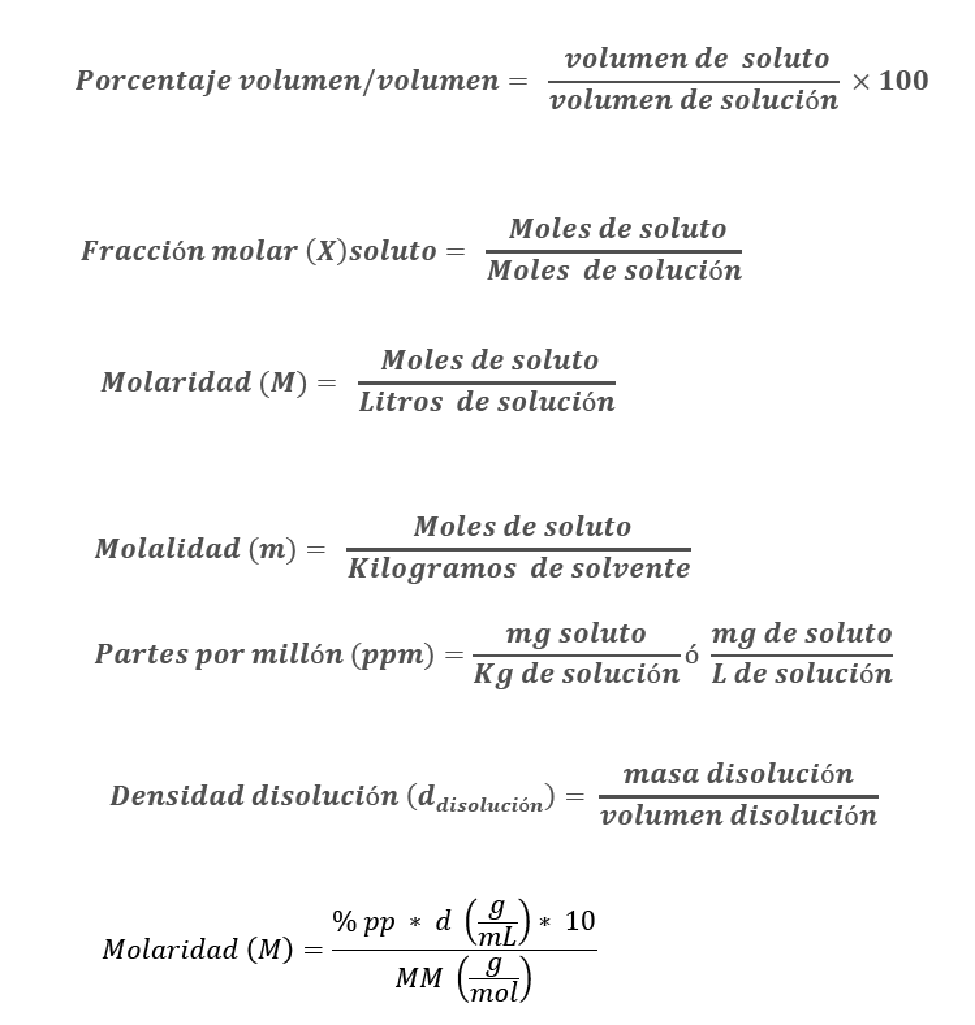 Porcentaje volumen/volumen = volumen de soluto / volumen de solución × 100
Fracción molar (X)soluto = Moles de soluto / Moles de solución
Molaridad (M) = Moles de soluto / Litros de solución
Molalidad (m) = Moles de soluto / Kilogramos de solvente
Partes por millón (ppm) = mg soluto / Kg de solución ó mg de soluto / L de solución
Densidad disolución (d_disolución) = masa disolución / volumen disolución
Molaridad (M) = % pp * d (g/mL) * 10 / MM (g/mol)